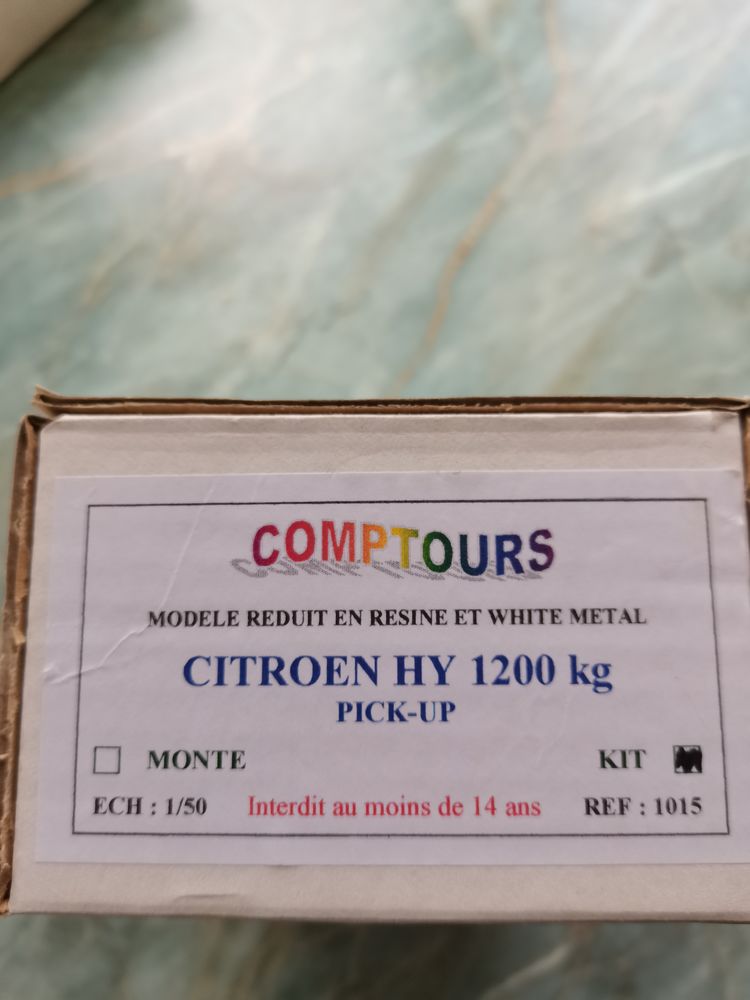 COMPTOURS
MODELE REDUIT EN RESINE ET WHITE METAL
CITROEN HY 1200 kg
PICK-UP
MONTE KIT
ECH : 1/50 Interdit au moins de 14 ans REF : 1015